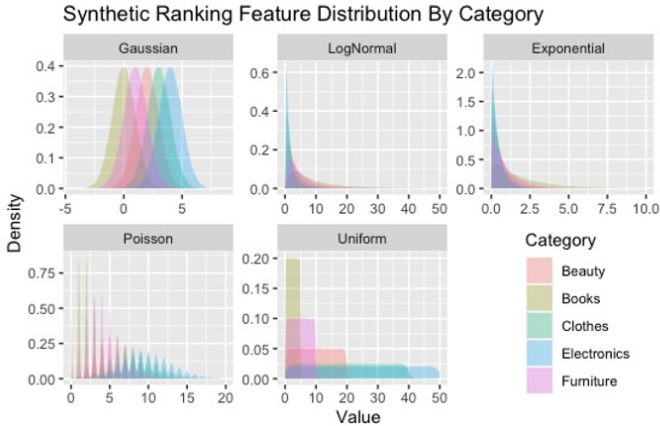 Synthetic Ranking Feature Distribution By Category
Gaussian
LogNormal
Exponential
0.4
0.3
0.2
0.1
0.0
-5 0 5
0.6
0.4
0.2
0.0
0 10 20 30 40 50
2.0
1.5
1.0
0.5
0.0
0.0 2.5 5.0 7.5 10.0
Density
Poisson
Uniform
0.75
0.50
0.25
0.00
0 5 10 15 20
0.20
0.15
0.10
0.05
0.00
0 10 20 30 40 50
Value
Category
Beauty
Books
Clothes
Electronics
Furniture